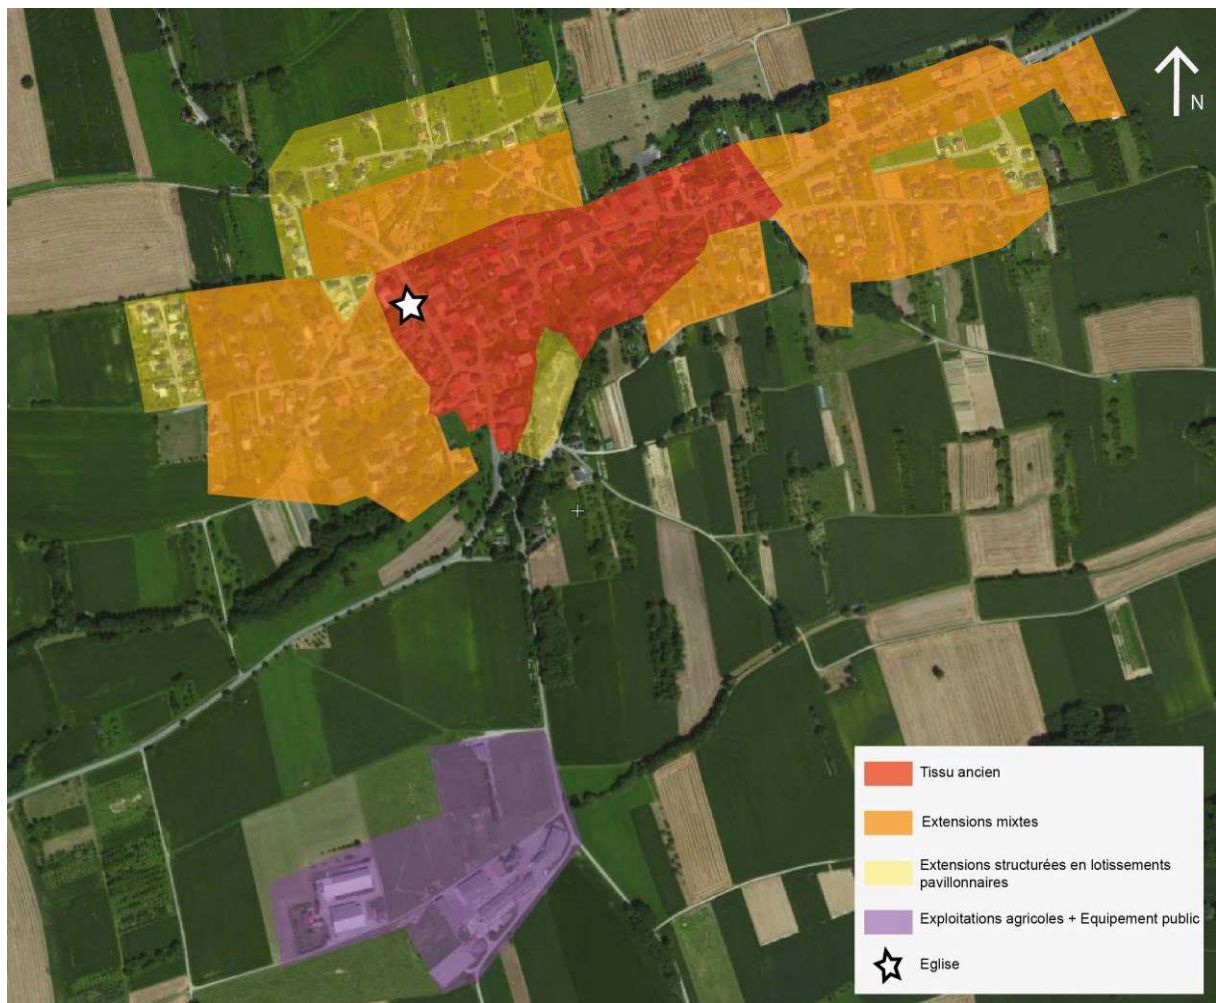 N
Tissu ancien
Extensions mixtes
Extensions structurées en lotissements
pavillonnaires
Exploitations agricoles + Equipement public
Eglise